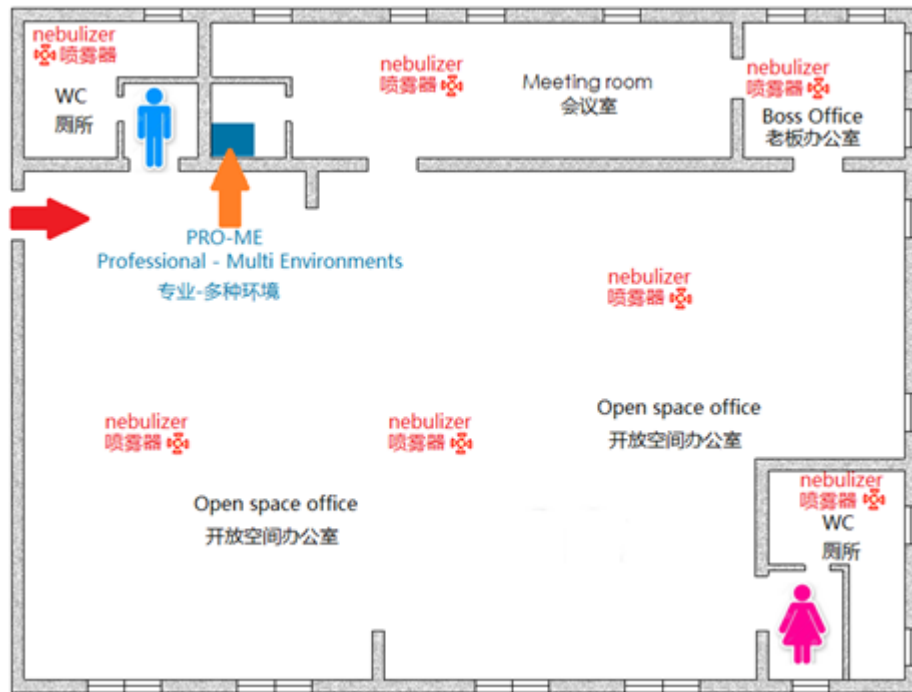 nebulizer
喷雾器
WC
厕所
nebulizer
喷雾器
Meeting room
会议室
nebulizer
喷雾器
Boss Office
老板办公室
PRO-ME
Professional - Multi Environments
专业-多种环境
nebulizer
喷雾器
nebulizer
喷雾器
nebulizer
喷雾器
Open space office
开放空间办公室
Open space office
开放空间办公室
nebulizer
喷雾器
WC
厕所